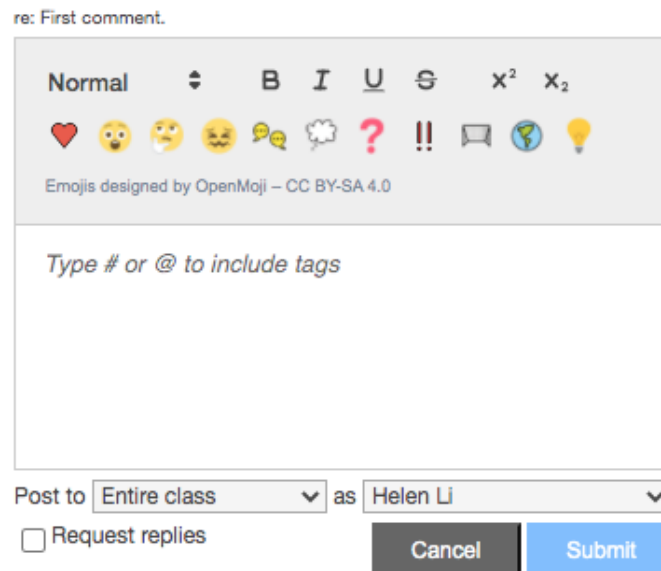 re: First comment.
Normal B I U S X² X₂
Emojis designed by OpenMoji – CC BY-SA 4.0
Type # or @ to include tags
Post to Entire class as Helen Li
Request replies
Cancel Submit